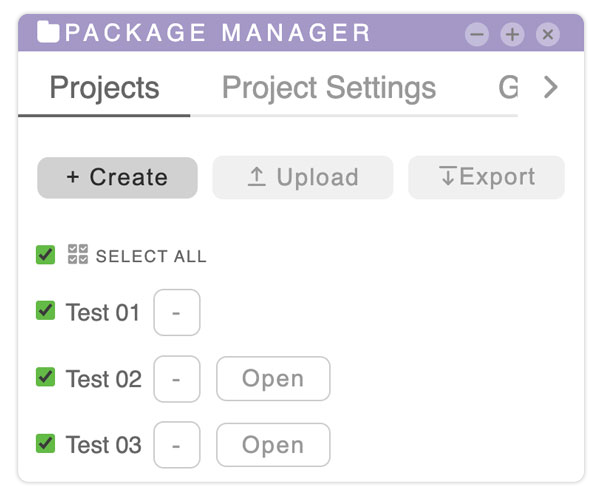 PACKAGE MANAGER
Projects Project Settings G
+ Create Upload Export
SELECT ALL
Test 01 -
Test 02 - Open
Test 03 - Open